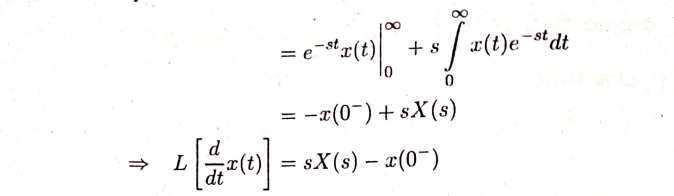 = e^{-st}x(t)|_0^∞ + s ∫_0^∞ x(t)e^{-st}dt
= -x(0^-) + sX(s)
⇒ L[d/dt x(t)] = sX(s) - x(0^-)